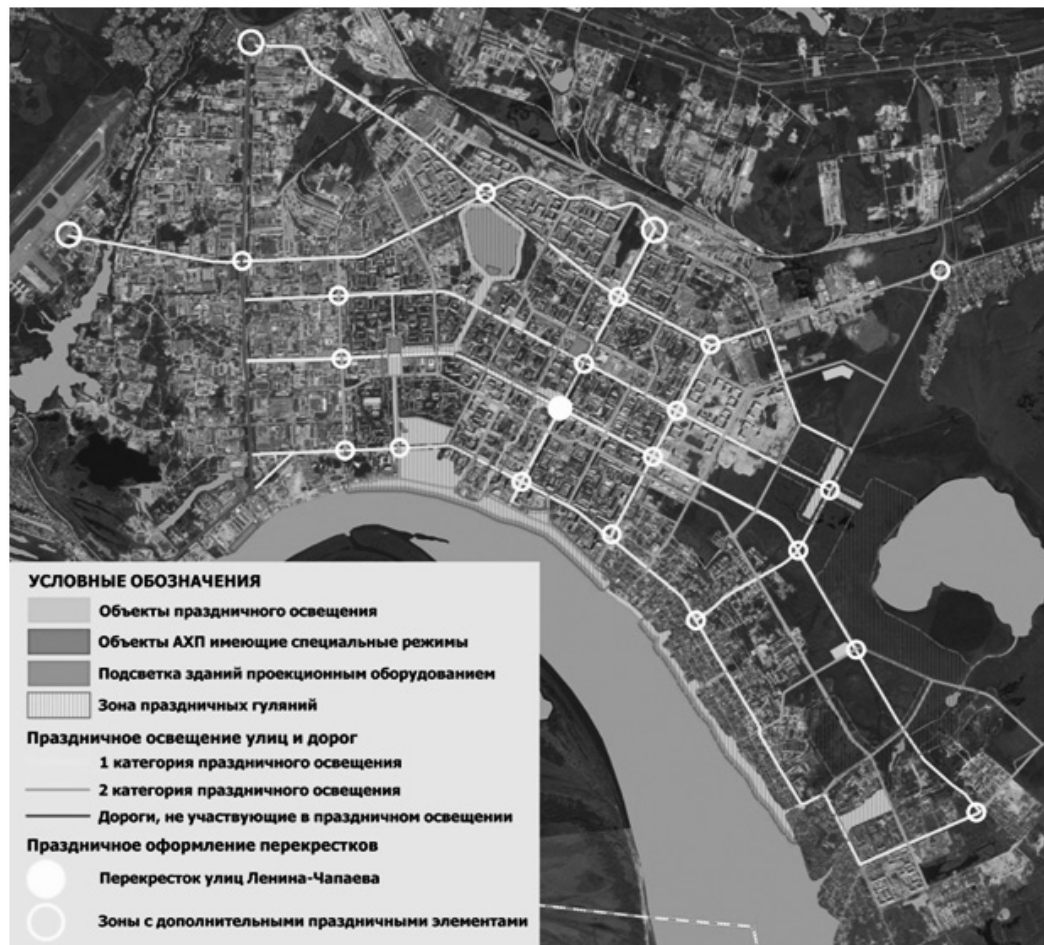 УСЛОВНЫЕ ОБОЗНАЧЕНИЯ
Объекты праздничного освещения
Объекты АХП имеющие специальные режимы
Подсветка зданий проекционным оборудованием
Зона праздничных гуляний
Праздничное освещение улиц и дорог
1 категория праздничного освещения
2 категория праздничного освещения
Дороги, не участвующие в праздничном освещении
Праздничное оформление перекрестков
Перекресток улиц Ленина-Чапаева
Зоны с дополнительными праздничными элементами